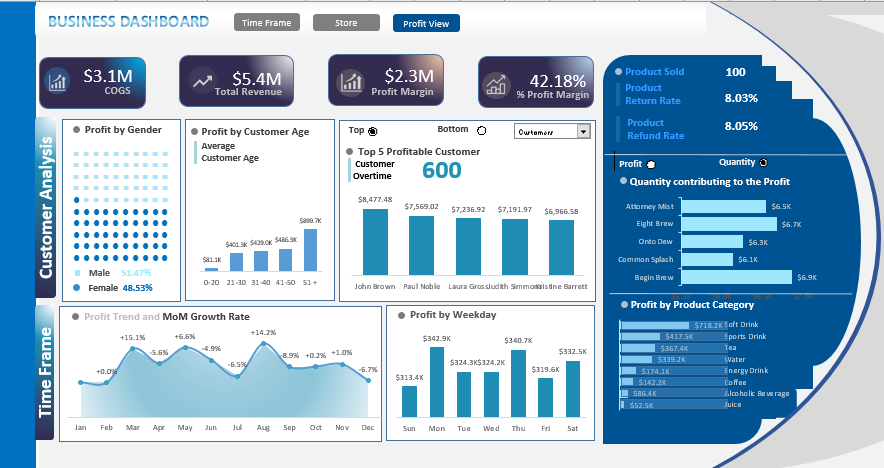 BUSINESS DASHBOARD
Time Frame
Store
Profit View
$3.1M
COGS
$5.4M
Total Revenue
$2.3M
Profit Margin
42.18%
% Profit Margin
Product Sold 100
Product
Return Rate 8.03%
Product
Refund Rate 8.05%
Customer Analysis
Profit by Gender
Male 51.47%
Female 48.53%
Profit by Customer Age
Average
Customer Age
$81.1K $401.3K $429.0K $486.3K $899.7K
0-20 21-30 31-40 41-50 51 +
Top Bottom Customers
Top 5 Profitable Customer
Customer
Overtime
600
$8,477.48 $7,569.02 $7,236.92 $7,191.97 $6,966.58
John Brown Paul Noble Laura Gross Judith Simmons Kristine Barrett
Profit Quantity
Quantity contributing to the Profit
Attorney Mist $6.5K
Eight Brew $6.7K
Onto Dew $6.3K
Common Splash $6.1K
Begin Brew $6.9K
Time Frame
Profit Trend and MoM Growth Rate
+0.0% +15.1% -5.6% +6.6% -4.9% -6.5% +14.2% -8.9% +0.2% +1.0% -6.7%
Jan Feb Mar Apr May Jun Jul Aug Sep Oct Nov Dec
Profit by Weekday
$313.4K $342.9K $324.3K $324.2K $340.7K $319.6K $332.5K
Sun Mon Tue Wed Thu Fri Sat
Profit by Product Category
$718.2K Soft Drink
$417.5K Sports Drink
$367.4K Tea
$339.2K Water
$174.1K Energy Drink
$142.2K Coffee
$86.4K Alcoholic Beverage
$52.5K Juice